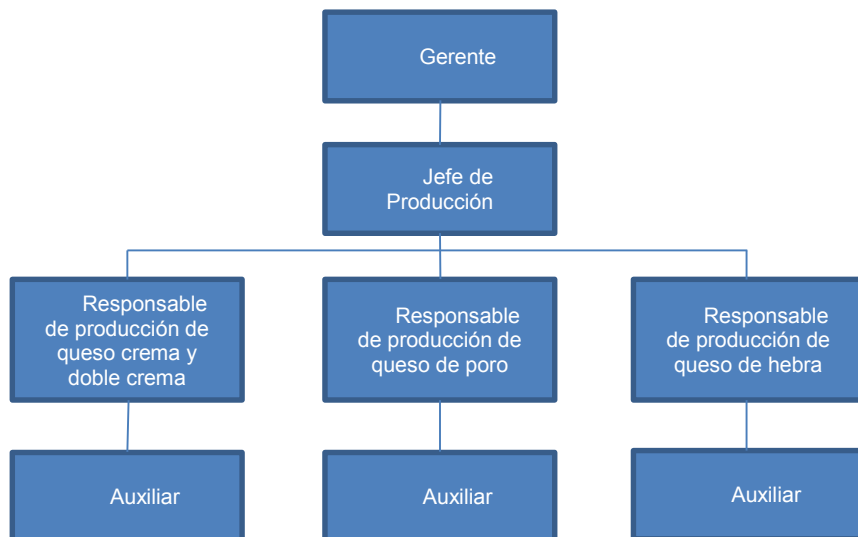 Gerente
Jefe de
Producción
Responsable
de producción de
queso crema y
doble crema
Responsable
de producción de
queso de poro
Responsable
de producción de
queso de hebra
Auxiliar
Auxiliar
Auxiliar